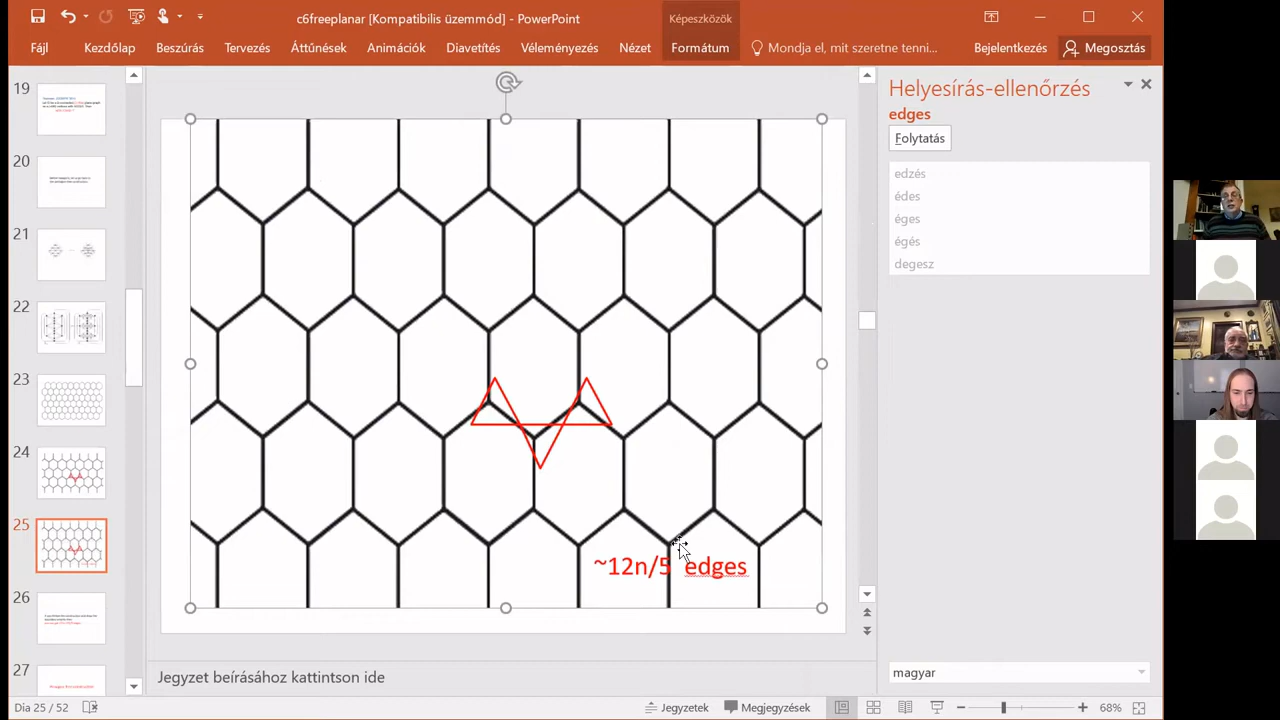 c6freeplanar [Kompatibilis üzemmód] - PowerPoint
Képeszközök
Fájl Kezdőlap Beszúrás Tervezés Áttűnések Animációk Diavetítés Véleményezés Nézet Formátum Mondja el, mit szeretne tenni... Bejelentkezés Megosztás
19
20
21
22
23
24
25
26
27
~12n/5 edges
Jegyzet beírásához kattintson ide
Helyesírás-ellenőrzés
edges
Folytatás
edzés
édes
éges
égés
degesz
magyar
Dia 25 / 52 Jegyzetek Megjegyzések 68%